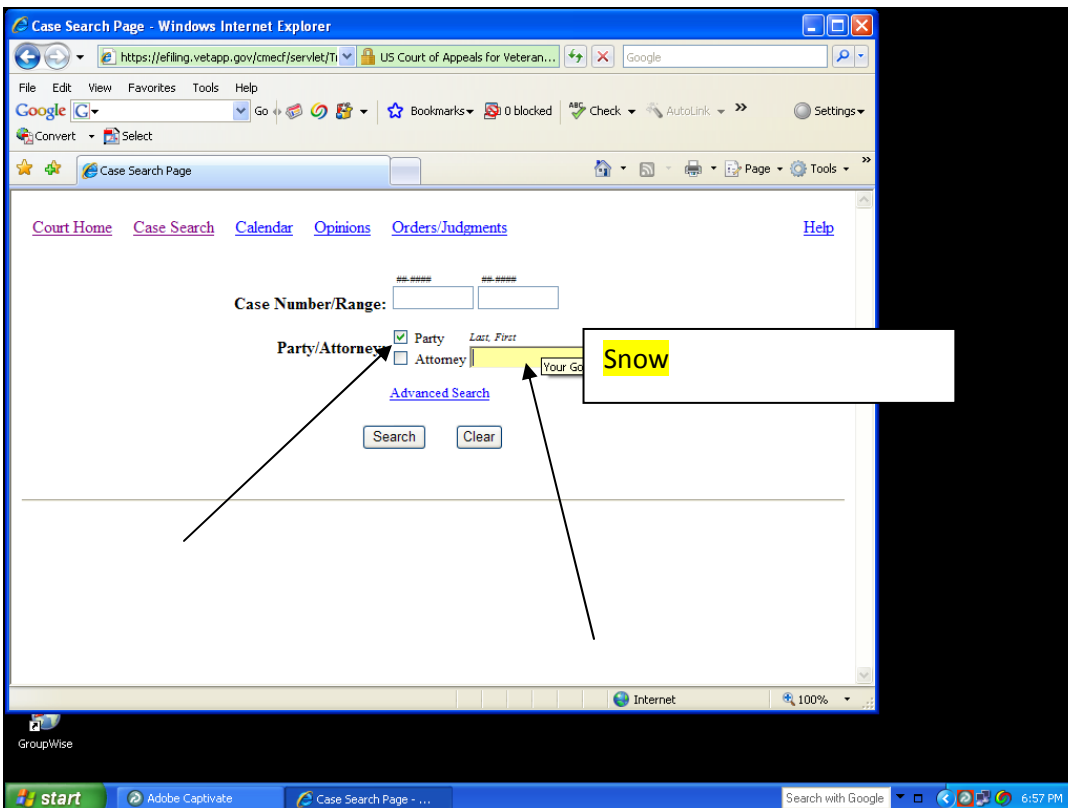 Case Search Page - Windows Internet Explorer
https://efiling.vetapp.gov/cmecf/servlet/Ti US Court of Appeals for Veteran... Google
File Edit View Favorites Tools Help
Google G Go Bookmarks 0 blocked ABC Check AutoLink >> Settings
Convert Select
Case Search Page Page Tools >>
Court Home Case Search Calendar Opinions Orders/Judgments Help
##-#### ##-####
Case Number/Range:
Party/Attorney: Party Last, First
Attorney Your Go
Snow
Advanced Search
Search Clear
Internet 100%
GroupWise
start Adobe Captivate Case Search Page - ... Search with Google 6:57 PM